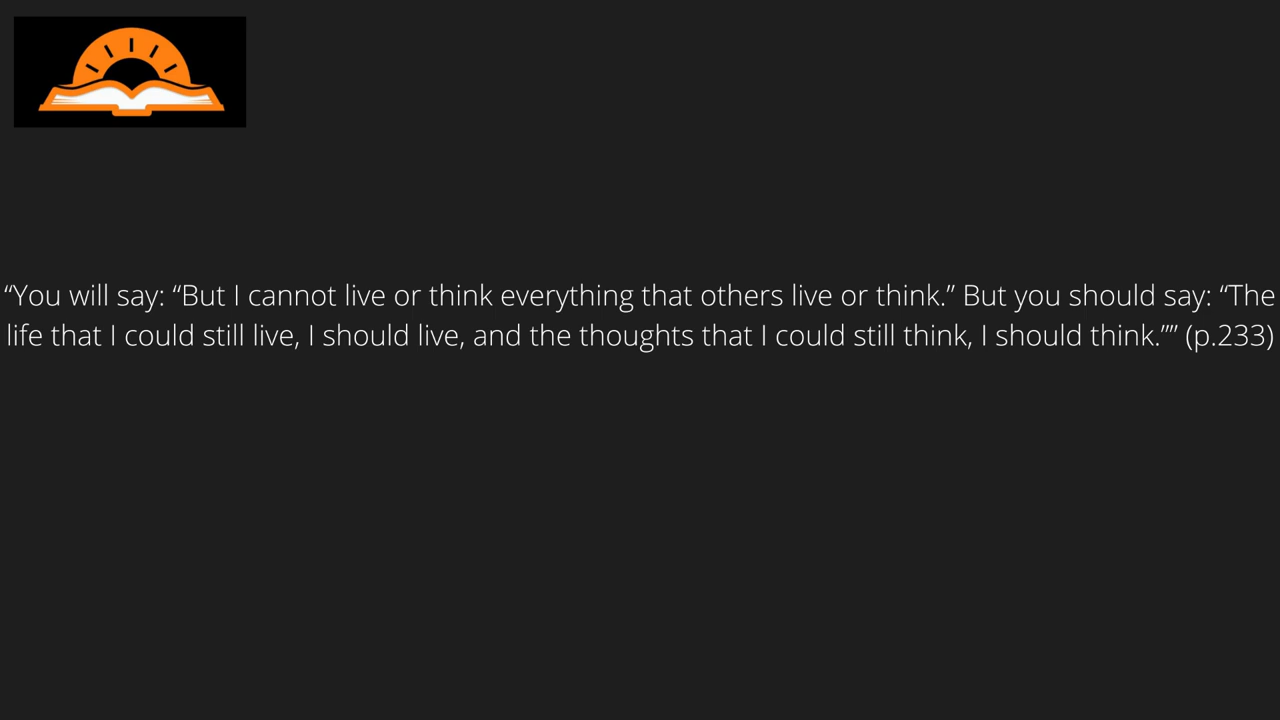 “You will say: “But I cannot live or think everything that others live or think.” But you should say: “The
life that I could still live, I should live, and the thoughts that I could still think, I should think.”” (p.233)